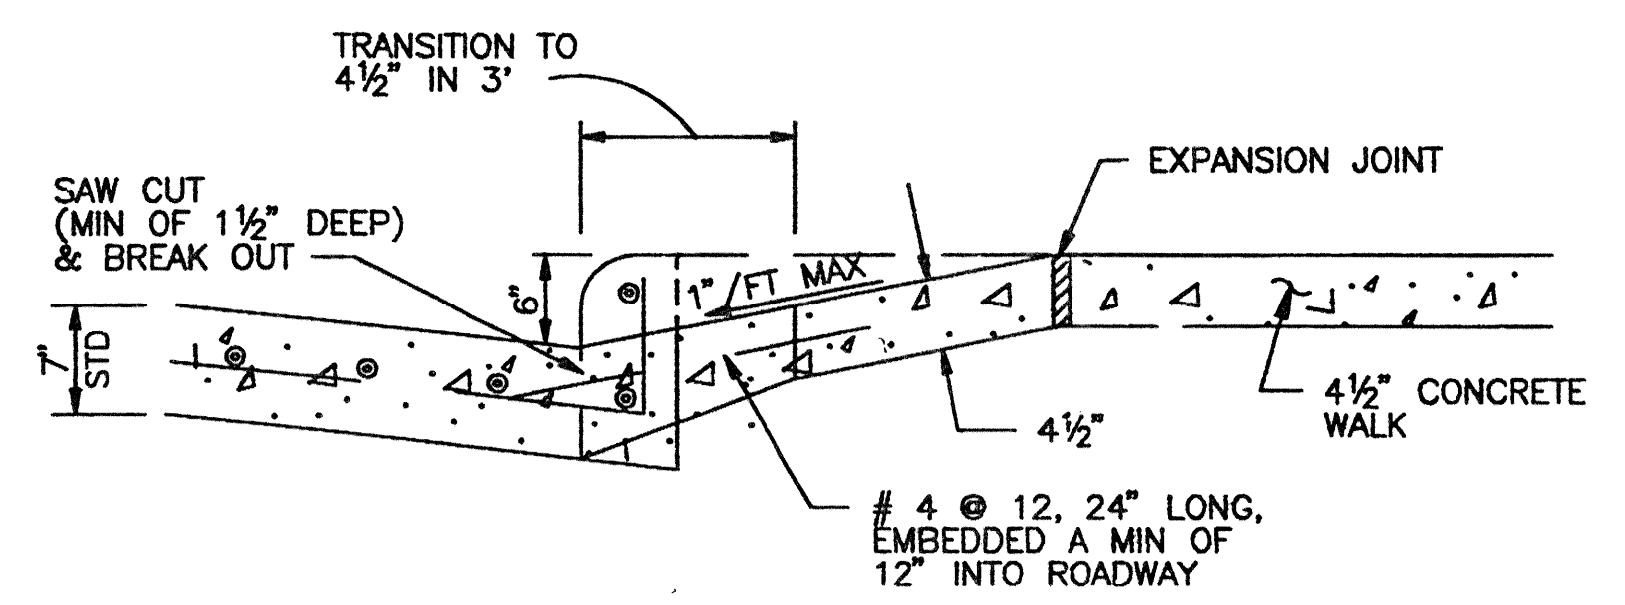 TRANSITION TO
4½" IN 3'
EXPANSION JOINT
SAW CUT
(MIN OF 1½" DEEP)
& BREAK OUT
6"
1"/FT MAX
7"
STD
4½" CONCRETE
WALK
4½"
# 4 @ 12, 24" LONG,
EMBEDDED A MIN OF
12" INTO ROADWAY